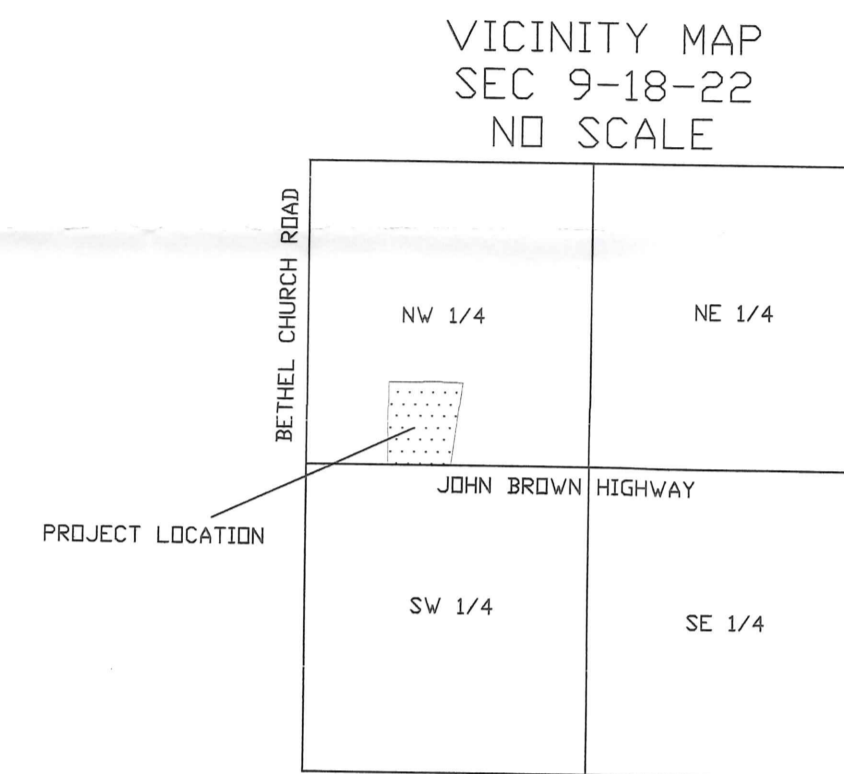 VICINITY MAP
SEC 9-18-22
NO SCALE
BETHEL CHURCH ROAD
NW 1/4
NE 1/4
JOHN BROWN HIGHWAY
PROJECT LOCATION
SW 1/4
SE 1/4